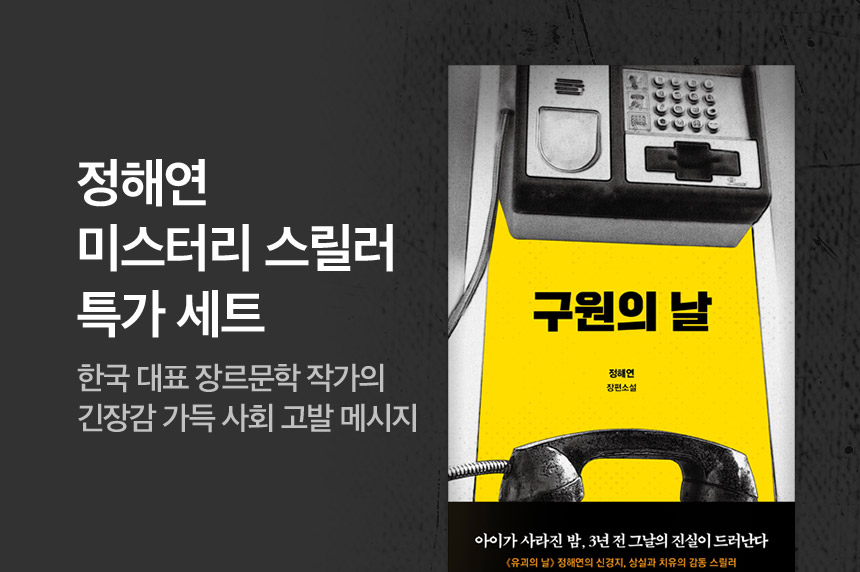 정해연
미스터리 스릴러
특가 세트
한국 대표 장르문학 작가의
긴장감 가득 사회 고발 메시지
구원의 날
정해연
장편소설
아이가 사라진 밤, 3년 전 그날의 진실이 드러난다
《유괴의 날》 정해연의 신경지, 상실과 치유의 감동 스릴러